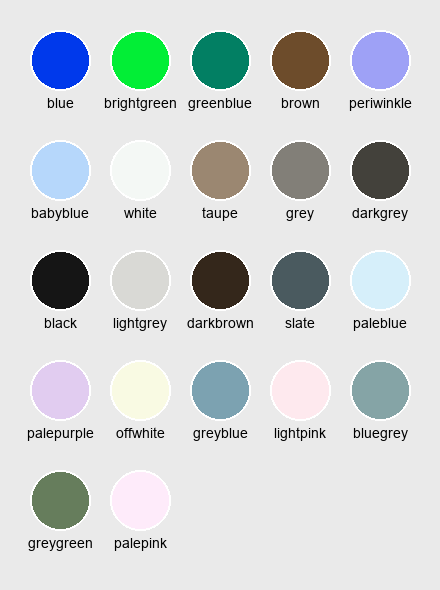 blue brightgreen greenblue brown periwinkle
babyblue white taupe grey darkgrey
black lightgrey darkbrown slate paleblue
palepurple offwhite greyblue lightpink bluegrey
greygreen palepink